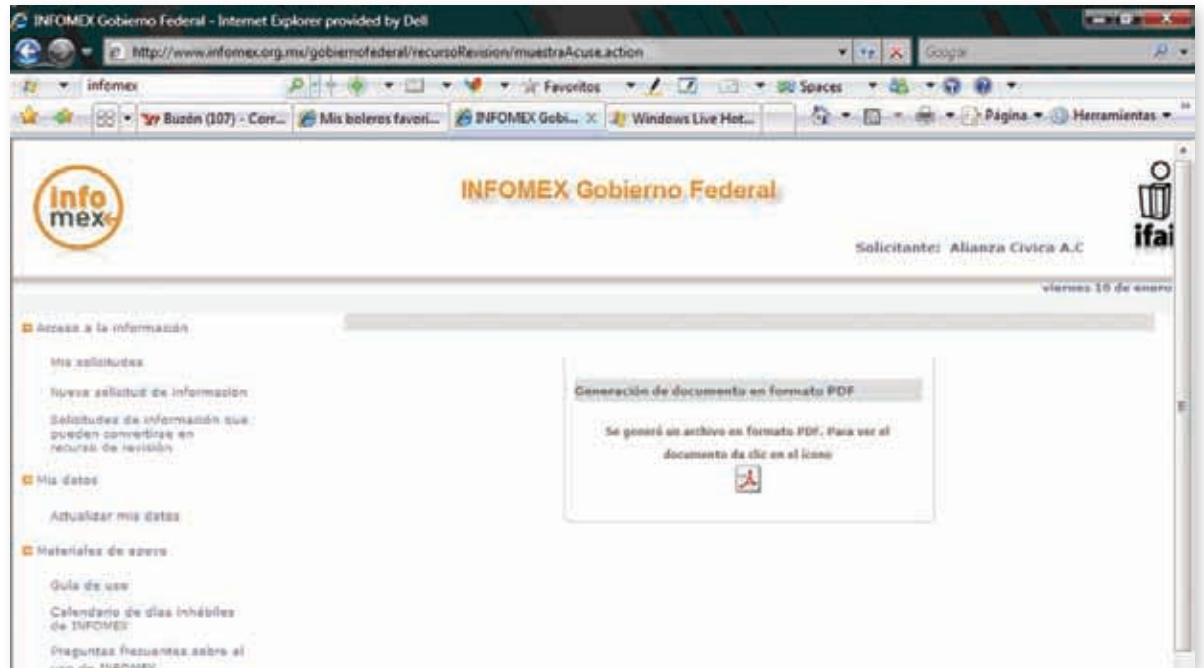 INFOMEX Gobierno Federal - Internet Explorer provided by Dell
http://www.infomex.org.mx/gobiernofederal/recursoRevision/muestraAcuse.action
Google
infomex
Favoritos
Spaces
Buzón (107) - Corr...
Mis boleros favori...
INFOMEX Gobi...
Windows Live Hot...
Página
Herramientas
info
mex
INFOMEX Gobierno Federal
ifai
Solicitante: Alianza Cívica A.C
viernes 16 de enero
Acceso a la información
Mis solicitudes
Nueva solicitud de información
Solicitudes de información que
pueden convertirse en
recurso de revisión
Mis datos
Actualizar mis datos
Materiales de apoyo
Guía de uso
Calendario de días inhábiles
de INFOMEX
Preguntas frecuentes sobre el
uso de INFOMEX
Generación de documento en formato PDF
Se generó un archivo en formato PDF. Para ver el
documento da clic en el ícono